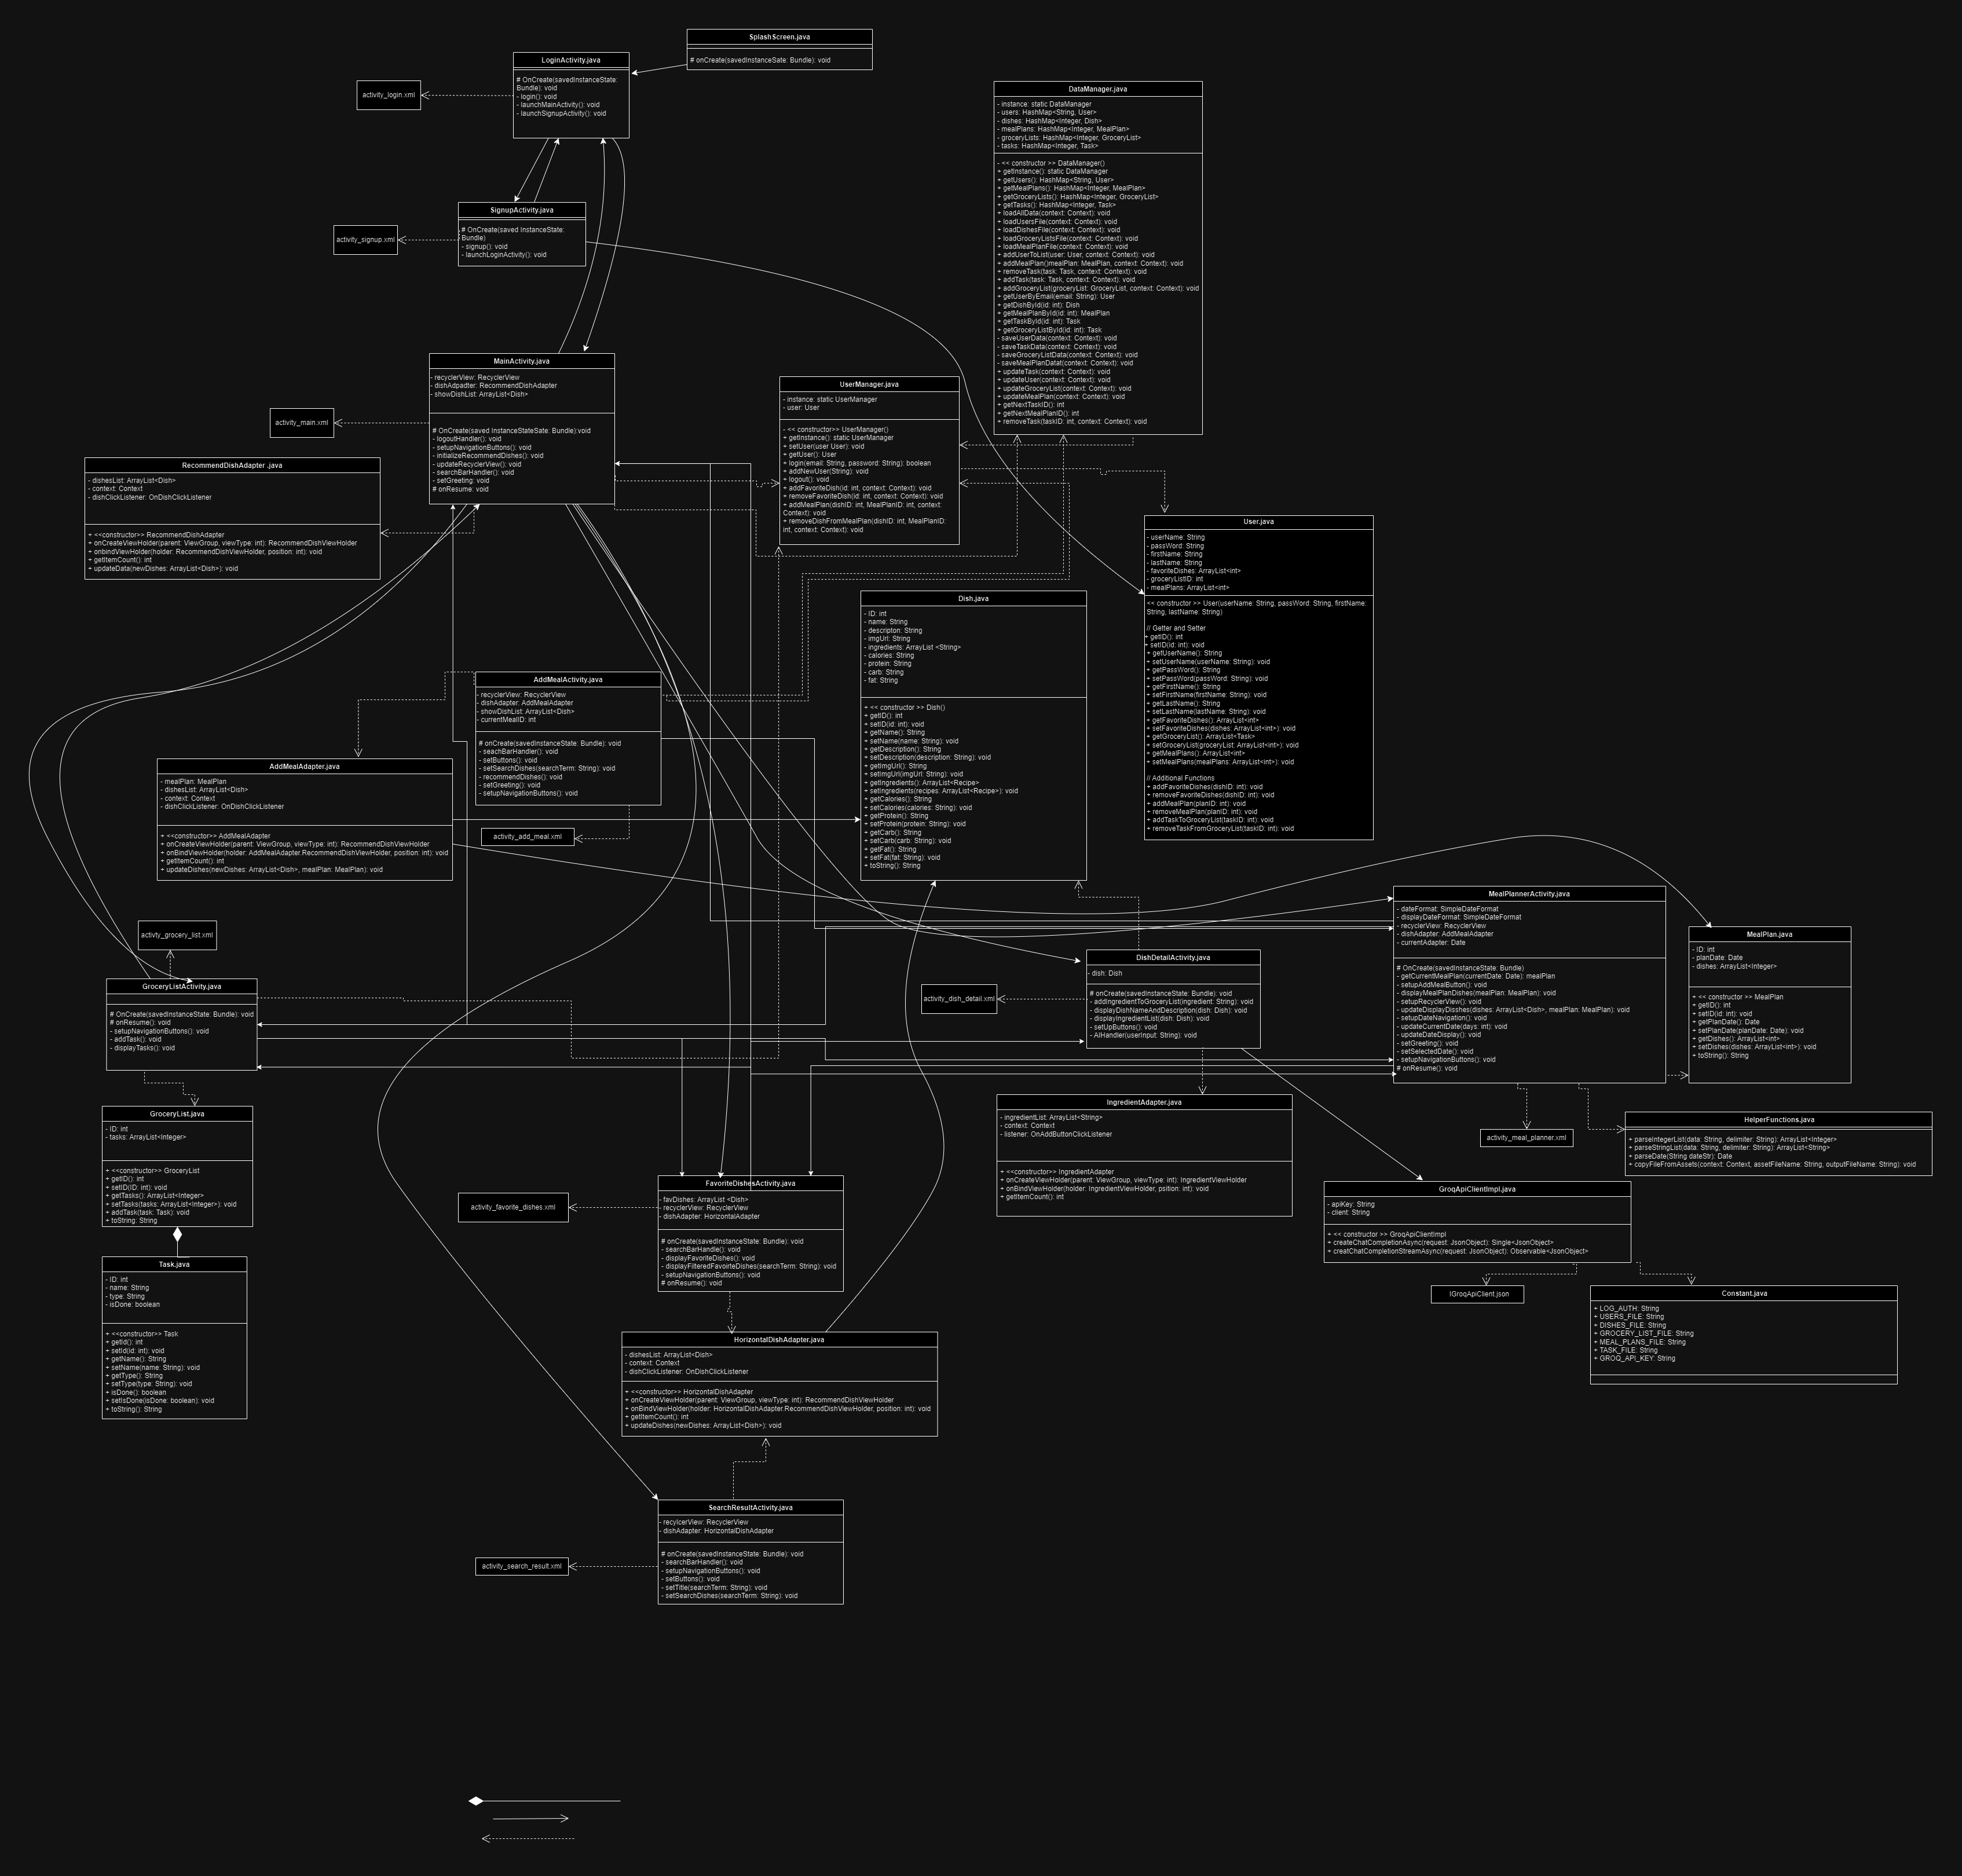 SplashScreen.java
# onCreate(savedInstanceSate: Bundle): void
LoginActivity.java
# OnCreate(savedInstanceState:
Bundle): void
- login(): void
- launchMainActivity(): void
- launchSignupActivity(): void
activity_login.xml
DataManager.java
- instance: static DataManager
- users: HashMap<String, User>
- dishes: HashMap<Integer, Dish>
- mealPlans: HashMap<Integer, MealPlan>
- groceryLists: HashMap<Integer, GroceryList>
- tasks: HashMap<Integer, Task>
- << constructor >> DataManager()
+ getInstance(): static DataManager
+ getUsers(): HashMap<String, User>
+ getMealPlans(): HashMap<Integer, MealPlan>
+ getGroceryLists(): HashMap<Integer, GroceryList>
+ getTasks(): HashMap<Integer, Task>
+ loadAllData(context: Context): void
+ loadUsersFile(context: Context): void
+ loadDishesFile(context: Context): void
+ loadGroceryListsFile(context: Context): void
+ loadMealPlanFile(context: Context): void
+ addUserToList(user: User, context: Context): void
+ addMealPlan()mealPlan: MealPlan, context: Context): void
+ removeTask(task: Task, context: Context): void
+ addTask(task: Task, context: Context): void
+ addGroceryList(groceryList: GroceryList, context: Context): void
+ getUserByEmail(email: String): User
+ getDishById(id: int): Dish
+ getMealPlanById(id: int): MealPlan
+ getTaskById(id: int): Task
+ getGroceryListById(id: int): Task
- saveUserData(context: Context): void
- saveTaskData(context: Context): void
- saveGroceryListData(context: Context): void
- saveMealPlanDatat(context: Context): void
+ updateTask(context: Context): void
+ updateUser(context: Context): void
+ updateGroceryList(context: Context): void
+ updateMealPlan(context: Context): void
+ getNextTaskID(): int
+ getNextMealPlanID(): int
+ removeTask(taskID: int, context: Context): void
SignupActivity.java
# OnCreate(saved InstanceState:
Bundle)
- signup(): void
- launchLoginActivity(): void
activity_signup.xml
MainActivity.java
- recyclerView: RecyclerView
- dishAdpadter: RecommendDishAdapter
- showDishList: ArrayList<Dish>
# OnCreate(saved InstanceStateSate: Bundle):void
- logoutHandler(): void
- setupNavigationButtons(): void
- initializeRecommendDishes(): void
- updateRecyclerView(): void
- searchBarHandler(): void
- setGreeting(): void
# onResume: void
activity_main.xml
UserManager.java
- instance: static UserManager
- user: User
- << constructor>> UserManager()
+ getInstance(): static UserManager
+ setUser(user User): void
+ getUser(): User
+ login(email: String, password: String): boolean
+ addNewUser(String): void
+ logout(): void
+ addFavoriteDish(id: int, context: Context): void
+ removeFavoriteDish(id: int, context: Context): void
+ addMealPlan(dishID: int, MealPlanID: int, context:
Context): void
+ removeDishFromMealPlan(dishID: int, MealPlanID:
int, context: Context): void
RecommendDishAdapter .java
- dishesList: ArrayList<Dish>
- context: Context
- dishClickListener: OnDishClickListener
+ <<constructor>> RecommendDishAdapter
+ onCreateViewHolder(parent: ViewGroup, viewType: int): RecommendDishViewHolder
+ onbindViewHolder(holder: RecommendDishViewHolder, position: int): void
+ getItemCount(): int
+ updateData(newDishes: ArrayList<Dish>): void
User.java
- userName: String
- passWord: String
- firstName: String
- lastName: String
- favoriteDishes: ArrayList<int>
- groceryListID: int
- mealPlans: ArrayList<int>
<< constructor >> User(userName: String, passWord: String, firstName:
String, lastName: String)
// Getter and Setter
+ getID(): int
+ setID(id: int): void
+ getUserName(): String
+ setUserName(userName: String): void
+ getPassWord(): String
+ setPassWord(passWord: String): void
+ getFirstName(): String
+ setFirstName(firstName: String): void
+ getLastName(): String
+ setLastName(lastName: String): void
+ getFavoriteDishes(): ArrayList<int>
+ setFavoriteDishes(dishes: ArrayList<int>): void
+ getGroceryList(): ArrayList<Task>
+ setGroceryList(groceryList: ArrayList<int>): void
+ getMealPlans(): ArrayList<int>
+ setMealPlans(mealPlans: ArrayList<int>): void
// Additional Functions
+ addFavoriteDishes(dishID: int): void
+ removeFavoriteDishes(dishID: int): void
+ addMealPlan(planID: int): void
+ removeMealPlan(planID: int): void
+ addTaskToGroceryList(taskID: int): void
+ removeTaskFromGroceryList(taskID: int): void
Dish.java
- ID: int
- name: String
- descripton: String
- imgUrl: String
- ingredients: ArrayList <String>
- calories: String
- protein: String
- carb: String
- fat: String
+ << constructor >> Dish()
+ getID(): int
+ setID(id: int): void
+ getName(): String
+ setName(name: String): void
+ getDescription(): String
+ setDescription(description: String): void
+ getImgUrl(): String
+ setImgUrl(imgUrl: String): void
+ getIngredients(): ArrayList<Recipe>
+ setIngredients(recipes: ArrayList<Recipe>): void
+ getCalories(): String
+ setCalories(calories: String): void
+ getProtein(): String
+ setProtein(protein: String): void
+ getCarb(): String
+ setCarb(carb: String): void
+ getFat(): String
+ setFat(fat: String): void
+ toString(): String
AddMealActivity.java
- recyclerView: RecyclerView
- dishAdapter: AddMealAdapter
- showDishList: ArrayList<Dish>
- currentMealID: int
# onCreate(savedInstanceState: Bundle): void
- seachBarHandler(): void
- setButtons(): void
- setSearchDishes(searchTerm: String): void
- recommendDishes(): void
- setGreeting(): void
- setupNavigationButtons(): void
activity_add_meal.xml
AddMealAdapter.java
- mealPlan: MealPlan
- dishesList: ArrayList<Dish>
- context: Context
- dishClickListener: OnDishClickListener
+ <<constructor>> AddMealAdapter
+ onCreateViewHolder(parent: ViewGroup, viewType: int): RecommendDishViewHolder
+ onBindViewHolder(holder: AddMealAdapter.RecommendDishViewHolder, position: int): void
+ getItemCount(): int
+ updateDishes(newDishes: ArrayList<Dish>, mealPlan: MealPlan): void
MealPlannerActivity.java
- dateFormat: SimpleDateFormat
- displayDateFormat: SimpleDateFormat
- recyclerView: RecyclerView
- dishAdapter: AddMealAdapter
- currentAdapter: Date
# OnCreate(savedInstanceState: Bundle)
- getCurrentMealPlan(currentDate: Date): mealPlan
- setupAddMealButton(): void
- displayMealPlanDishes(mealPlan: MealPlan): void
- setupRecyclerView(): void
- updateDisplayDisshes(dishes: ArrayList<Dish>, mealPlan: MealPlan): void
- setupDateNavigation(): void
- updateCurrentDate(days: int): void
- updateDateDisplay(): void
- setGreeting(): void
- setSelectedDate(): void
- setupNavigationButtons(): void
# onResume(): void
MealPlan.java
- ID: int
- planDate: Date
- dishes: ArrayList<Integer>
+ << constructor >> MealPlan
+ getID(): int
+ setID(id: int): void
+ getPlanDate(): Date
+ setPlanDate(planDate: Date): void
+ getDishes(): ArrayList<int>
+ setDishes(dishes: ArrayList<int>): void
+ toString(): String
activty_grocery_list.xml
GroceryListActivity.java
# OnCreate(savedInstanceState: Bundle): void
# onResume(): void
- setupNavigationButtons(): void
- addTask(): void
- displayTasks(): void
DishDetailActivity.java
- dish: Dish
# onCreate(savedInstanceState: Bundle): void
- addIngredientToGroceryList(ingredient: String): void
- displayDishNameAndDescription(dish: Dish): void
- displayIngredientList(dish: Dish): void
- setUpButtons(): void
- AIHandler(userInput: String): void
activity_dish_detail.xml
GroceryList.java
- ID: int
- tasks: ArrayList<Integer>
+ <<constructor>> GroceryList
+ getID(): int
+ setID(ID: int): void
+ getTasks(): ArrayList<Integer>
+ setTasks(tasks: ArrayList<Integer>): void
+ addTask(task: Task): void
+ toString: String
IngredientAdapter.java
- ingredientList: ArrayList<String>
- context: Context
- listener: OnAddButtonClickListener
+ <<constructor>> IngredientAdapter
+ onCreateViewHolder(parent: ViewGroup, viewType: int): IngredientViewHolder
+ onBindViewHolder(holder: IngredientViewHolder, psition: int): void
+ getItemCount(): int
activity_meal_planner.xml
HelperFunctions.java
+ parseIntegerList(data: String, delimiter: String): ArrayList<Integer>
+ parseStringList(data: String, delimiter: String): ArrayList<String>
+ parseDate(String dateStr): Date
+ copyFileFromAssets(context: Context, assetFileName: String, outputFileName: String): void
FavoriteDishesActivity.java
- favDishes: ArrayList <Dish>
- recyclerView: RecyclerView
- dishAdapter: HorizontalAdapter
# onCreate(savedInstanceState: Bundle): void
- searchBarHandle(): void
- displayFavoriteDishes(): void
- displayFilteredFavoirteDishes(searchTerm: String): void
- setupNavigationButtons(): void
# onResume(): void
activity_favorite_dishes.xml
GroqApiClientImpl.java
- apiKey: String
- client: String
+ << constructor >> GroqApiClientImpl
+ createChatCompletionAsync(request: JsonObject): Single<JsonObject>
+ creatChatCompletionStreamAsync(request: JsonObject): Observable<JsonObject>
IGroqApiClient.json
Constant.java
+ LOG_AUTH: String
+ USERS_FILE: String
+ DISHES_FILE: String
+ GROCERY_LIST_FILE: String
+ MEAL_PLANS_FILE: String
+ TASK_FILE: String
+ GROQ_API_KEY: String
Task.java
- ID: int
- name: String
- type: String
- isDone: boolean
+ <<constructor>> Task
+ getId(): int
+ setId(id: int): void
+ getName(): String
+ setName(name: String): void
+ getType(): String
+ setType(type: String): void
+ isDone(): boolean
+ setIsDone(isDone: boolean): void
+ toString(): String
HorizontalDishAdapter.java
- dishesList: ArrayList<Dish>
- context: Context
- dishClickListener: OnDishClickListener
+ <<constructor>> HorizontalDishAdapter
+ onCreateViewHolder(parent: ViewGroup, viewType: int): RecommendDishViewHolder
+ onBindViewHolder(holder: HorizontalDishAdapter.RecommendDishViewHolder, position: int): void
+ getItemCount(): int
+ updateDishes(newDishes: ArrayList<Dish>): void
SearchResultActivity.java
- recylcerView: RecyclerView
- dishAdapter: HorizontalDishAdapter
# onCreate(savedInstanceState: Bundle): void
- searchBarHandler(): void
- setupNavigationButtons(): void
- setButtons(): void
- setTitle(searchTerm: String): void
- setSearchDishes(searchTerm: String): void
activity_search_result.xml